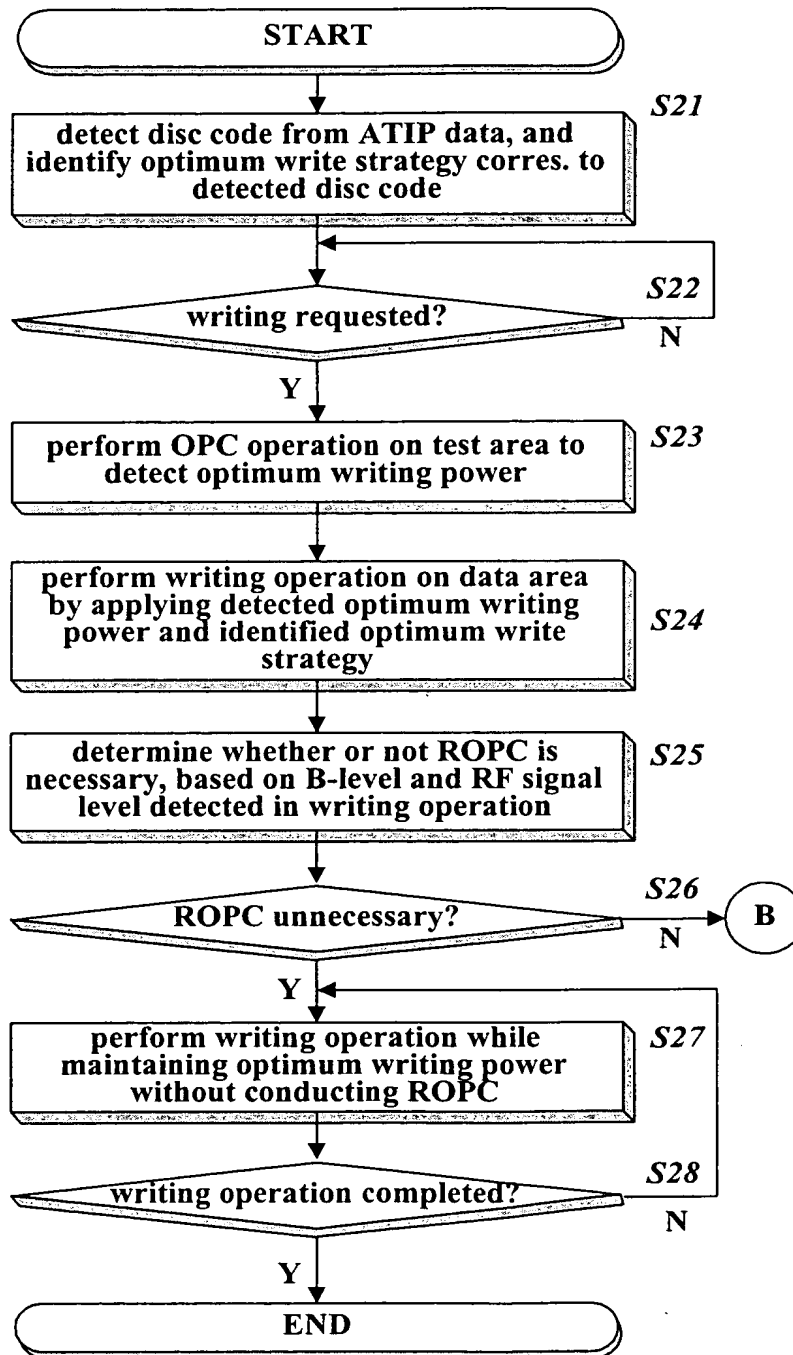 START
S21
detect disc code from ATIP data, and
identify optimum write strategy corres. to
detected disc code
S22
writing requested?
N
Y
S23
perform OPC operation on test area to
detect optimum writing power
perform writing operation on data area
by applying detected optimum writing
power and identified optimum write
strategy
S24
determine whether or not ROPC is
necessary, based on B-level and RF signal
level detected in writing operation
S25
S26
ROPC unnecessary?
N
B
Y
perform writing operation while
maintaining optimum writing power
without conducting ROPC
S27
S28
writing operation completed?
N
Y
END